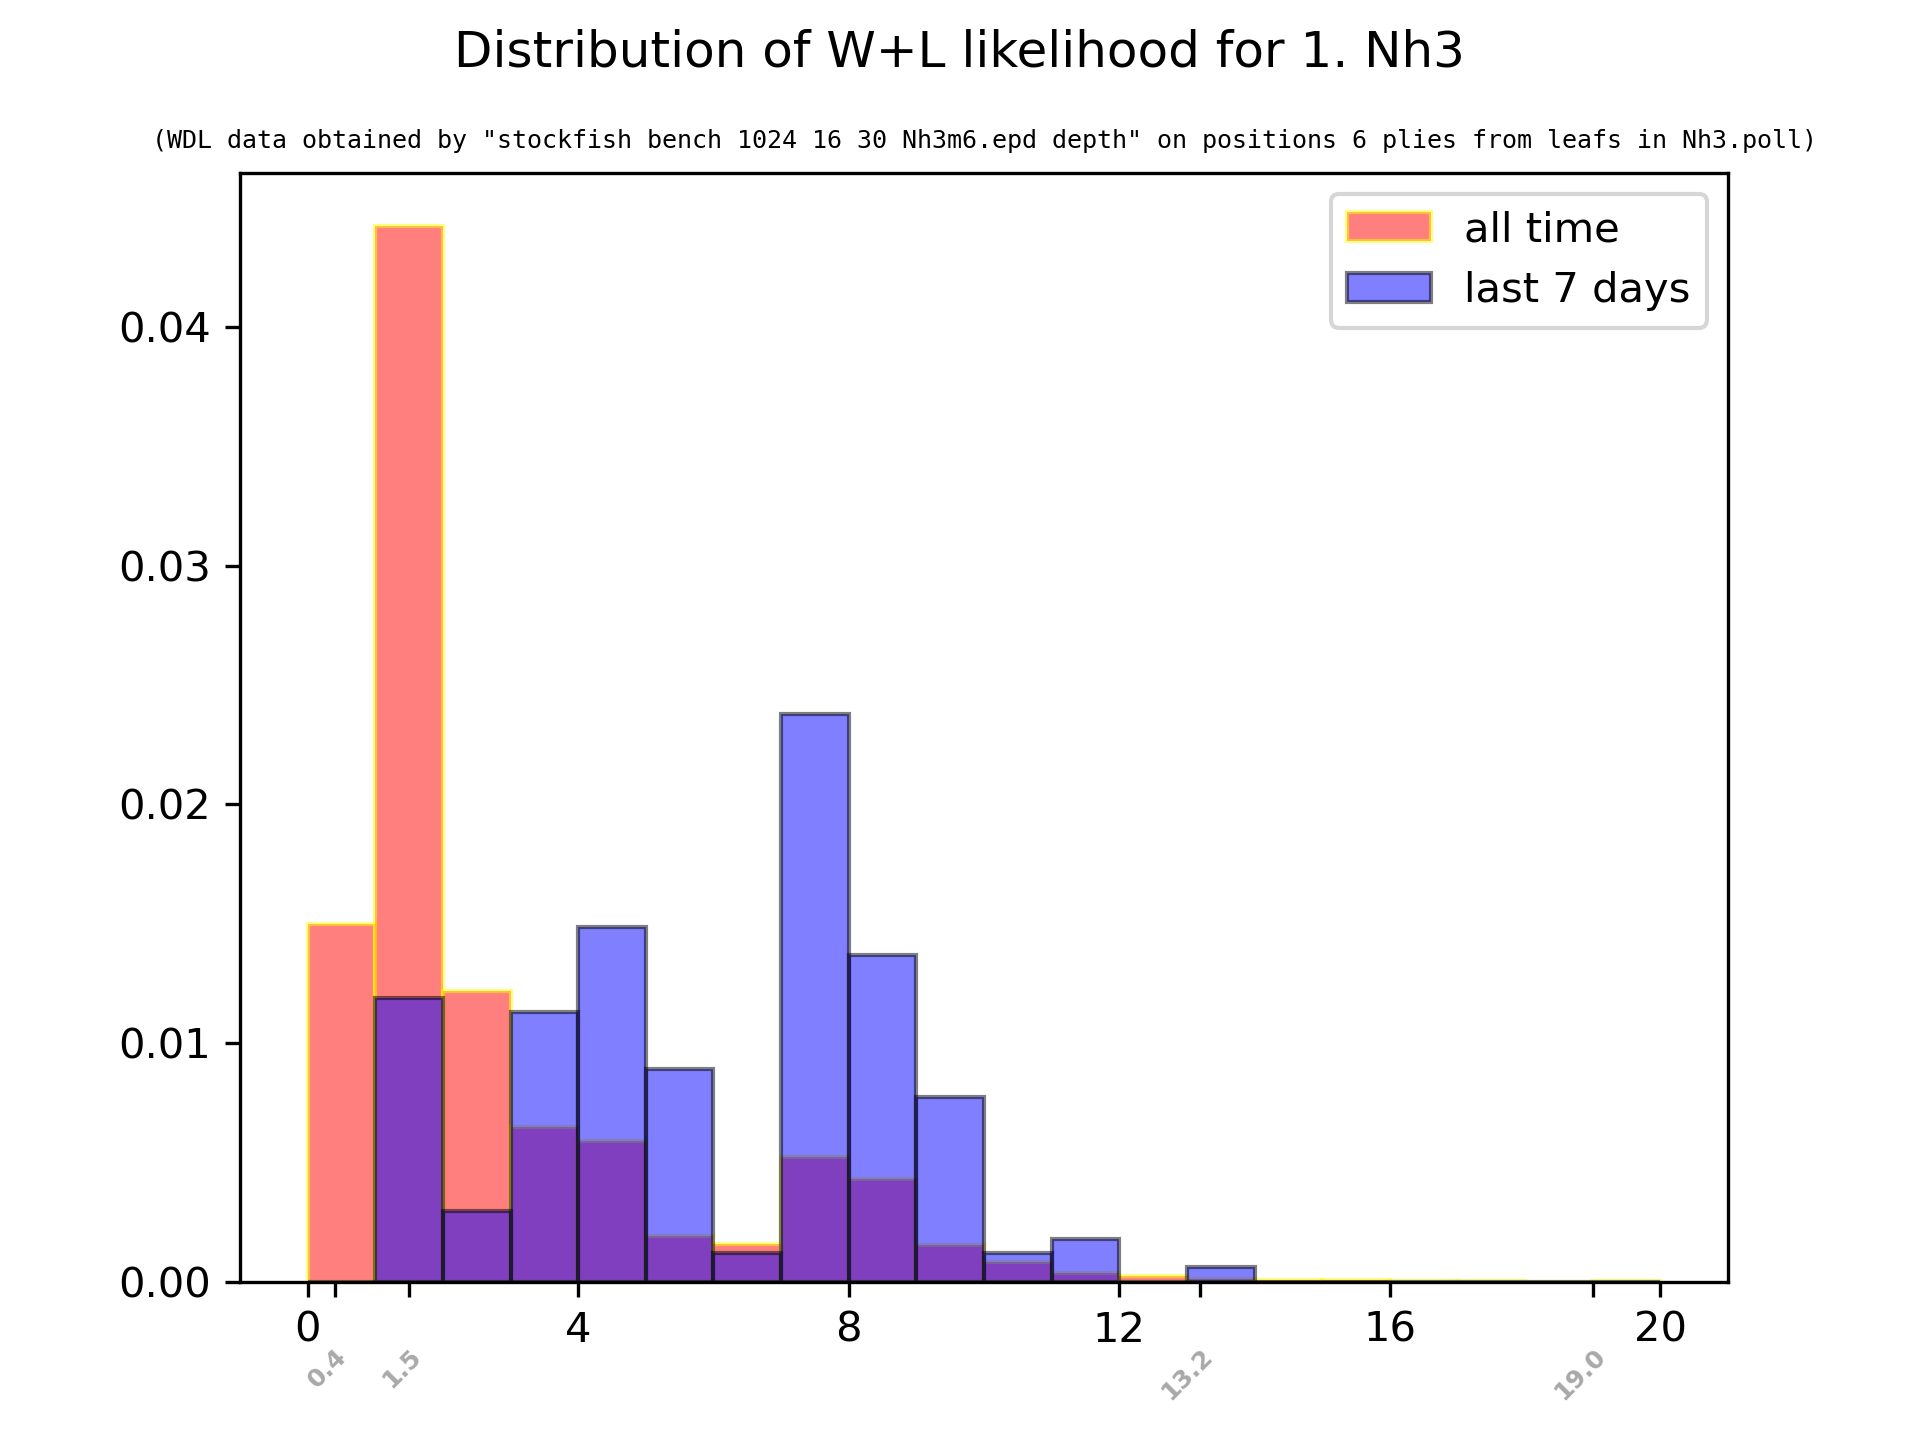 Distribution of W+L likelihood for 1. Nh3
(WDL data obtained by "stockfish bench 1024 16 30 Nh3m6.epd depth" on positions 6 plies from leafs in Nh3.poll)
all time
last 7 days
0.04
0.03
0.02
0.01
0.00
0 4 8 12 16 20
0.4 1.5 13.2 19.0